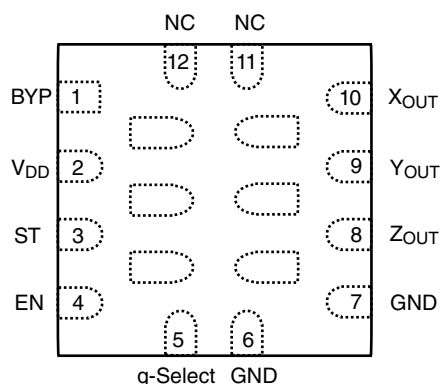 NC NC
12 11
BYP 1 10 XOUT
VDD 2 9 YOUT
ST 3 8 ZOUT
EN 4 7 GND
5 6
g-Select GND